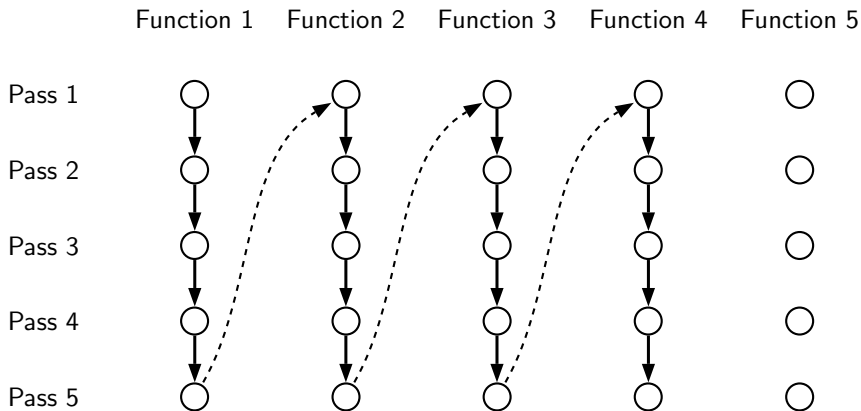 Function 1 Function 2 Function 3 Function 4 Function 5
Pass 1
Pass 2
Pass 3
Pass 4
Pass 5